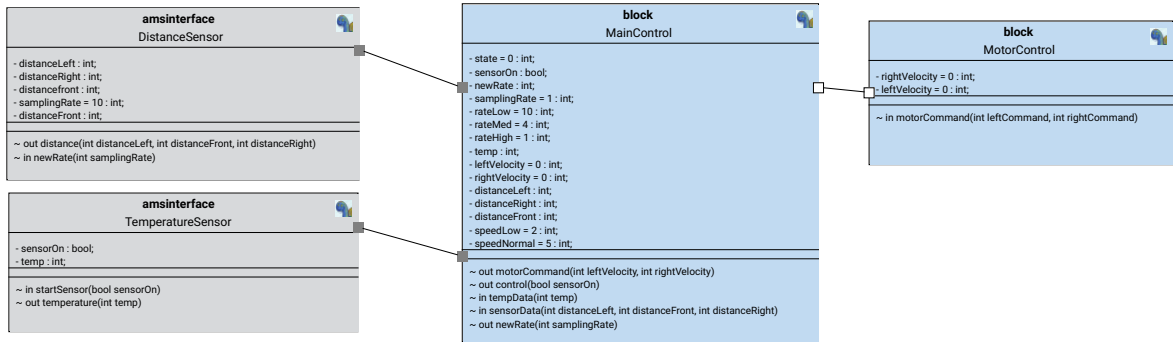 amsinterface
DistanceSensor
- distanceLeft : int;
- distanceRight : int;
- distancefront : int;
- samplingRate = 10 : int;
- distanceFront : int;
~ out distance(int distanceLeft, int distanceFront, int distanceRight)
~ in newRate(int samplingRate)
amsinterface
TemperatureSensor
- sensorOn : bool;
- temp : int;
~ in startSensor(bool sensorOn)
~ out temperature(int temp)
block
MainControl
- state = 0 : int;
- sensorOn : bool;
- newRate : int;
- samplingRate = 1 : int;
- rateLow = 10 : int;
- rateMed = 4 : int;
- rateHigh = 1 : int;
- temp : int;
- leftVelocity = 0 : int;
- rightVelocity = 0 : int;
- distanceLeft : int;
- distanceRight : int;
- distanceFront : int;
- speedLow = 2 : int;
- speedNormal = 5 : int;
~ out motorCommand(int leftVelocity, int rightVelocity)
~ out control(bool sensorOn)
~ in tempData(int temp)
~ in sensorData(int distanceLeft, int distanceFront, int distanceRight)
~ out newRate(int samplingRate)
block
MotorControl
- rightVelocity = 0 : int;
- leftVelocity = 0 : int;
~ in motorCommand(int leftCommand, int rightCommand)